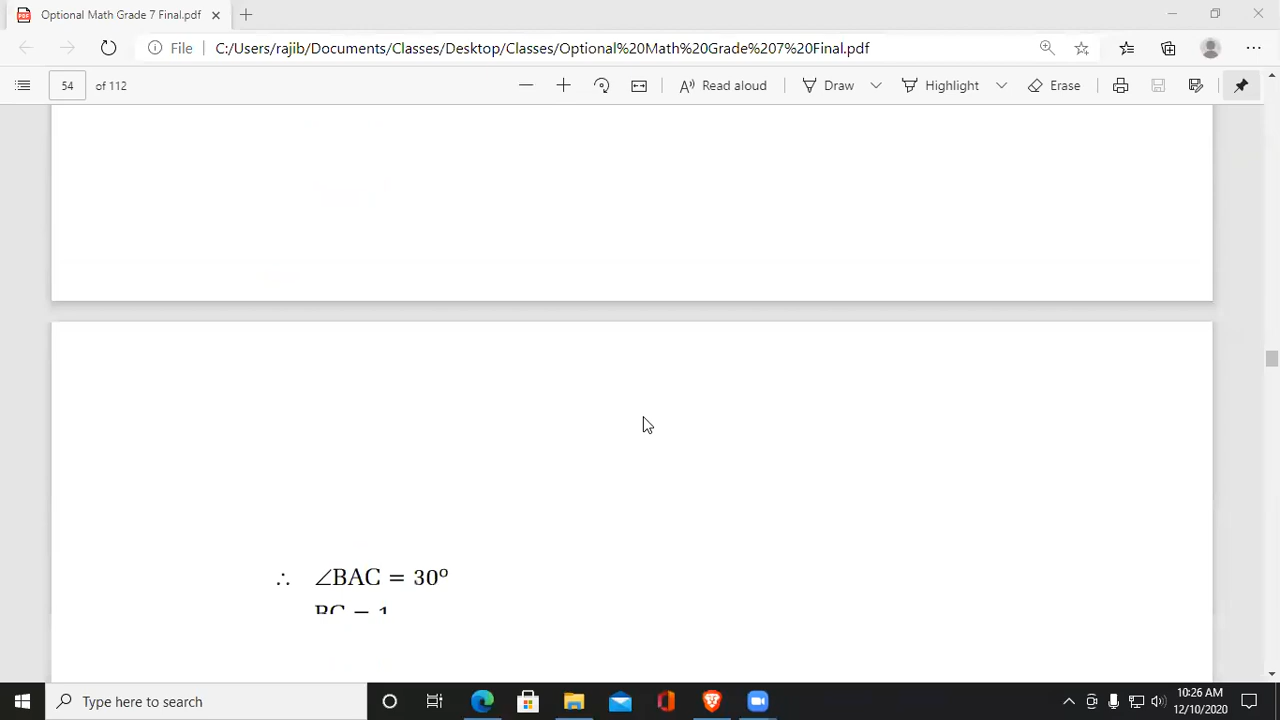 Optional Math Grade 7 Final.pdf
File C:/Users/rajib/Documents/Classes/Desktop/Classes/Optional%20Math%20Grade%207%20Final.pdf
54 of 112 Read aloud Draw Highlight Erase
∴ ∠BAC = 30°
BC = 1
Type here to search
10:26 AM
12/10/2020